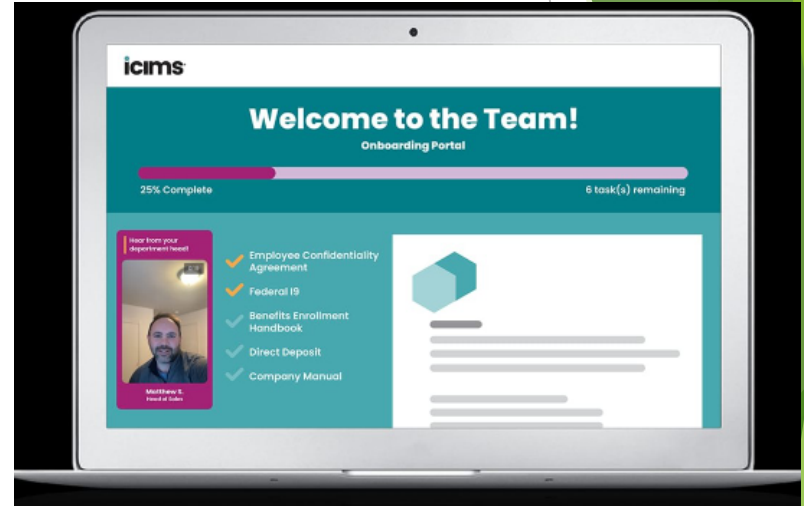 icims
Welcome to the Team!
Onboarding Portal
25% Complete
6 task(s) remaining
Hear from your
department head!
Matthew S.
Head of Sales
Employee Confidentiality
Agreement
Federal I9
Benefits Enrollment
Handbook
Direct Deposit
Company Manual